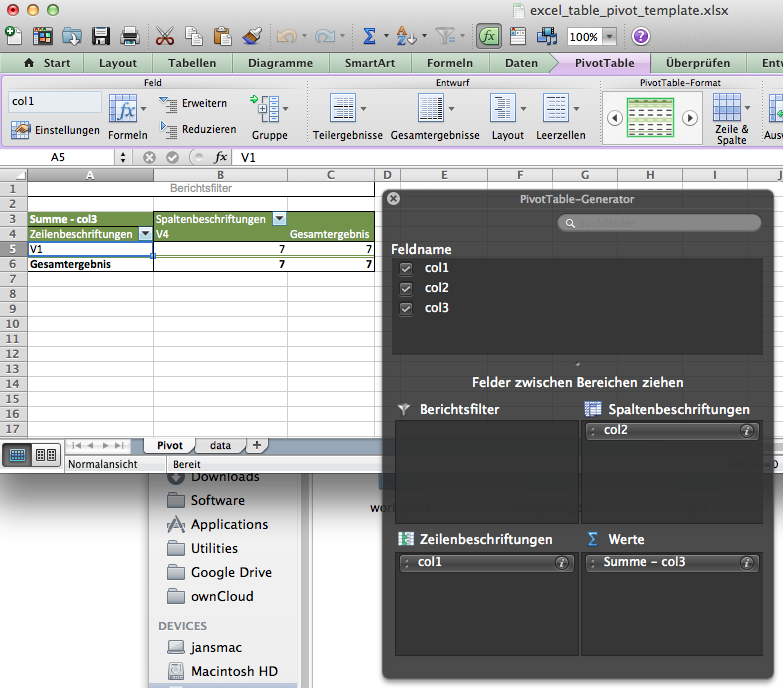 excel_table_pivot_template.xlsx
100%
Start Layout Tabellen Diagramme SmartArt Formeln Daten PivotTable Überprüfen Entw
Feld Entwurf PivotTable-Format
col1 Erweitern
Einstellungen Formeln Reduzieren Gruppe Teilergebnisse Gesamtergebnisse Layout Leerzellen Zeile & Spalte Ausw
A5 fx V1
A B C D E F G H I J
1 Berichtsfilter
2
3 Summe - col3 Spaltenbeschriftungen
4 Zeilenbeschriftungen V4 Gesamtergebnis
5 V1 7 7
6 Gesamtergebnis 7 7
7
8
9
10
11
12
13
14
15
16
17
Pivot data +
Normalansicht Bereit
PivotTable-Generator
Feldname
col1
col2
col3
Felder zwischen Bereichen ziehen
Berichtsfilter Spaltenbeschriftungen
col2
Zeilenbeschriftungen Werte
col1 Summe - col3
Downloads
Software
Applications
Utilities
Google Drive
ownCloud
DEVICES
jansmac
Macintosh HD